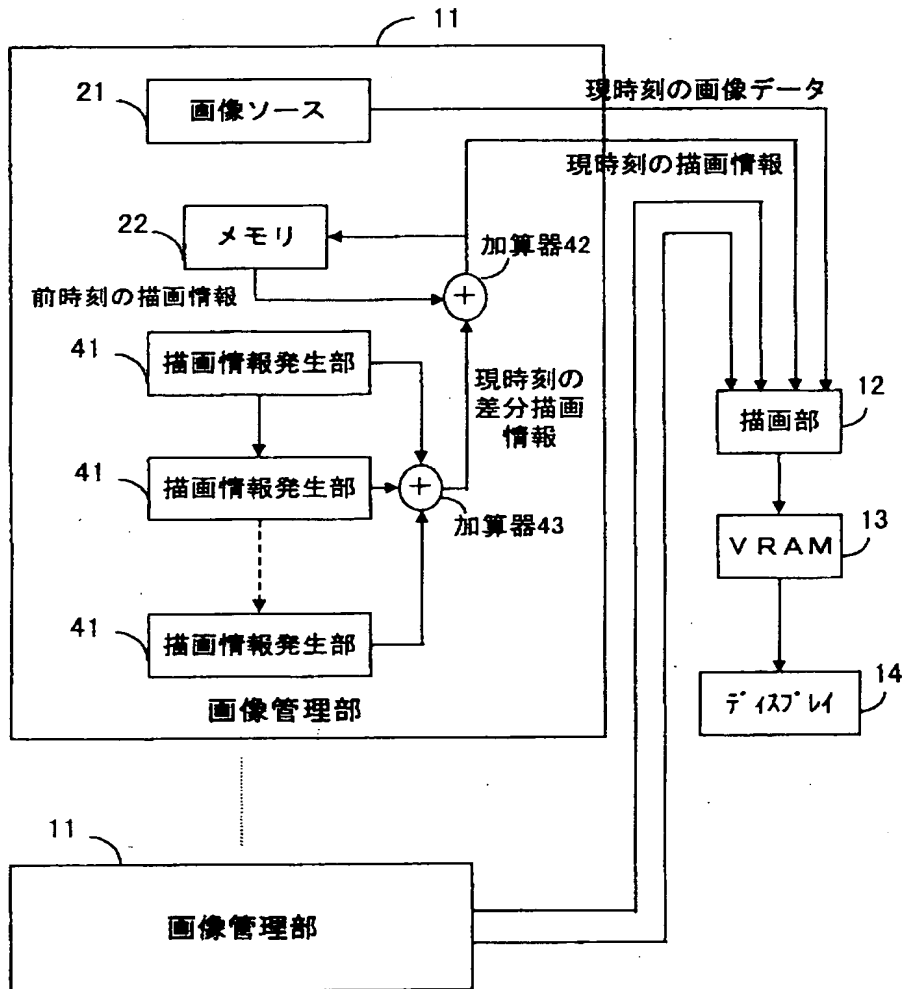 11
21
画像ソース
現時刻の画像データ
現時刻の描画情報
22
メモリ
加算器42
前時刻の描画情報
41
描画情報発生部
現時刻の
差分描画
情報
12
描画部
41
描画情報発生部
加算器43
13
VRAM
41
描画情報発生部
14
ディスプレイ
画像管理部
11
画像管理部